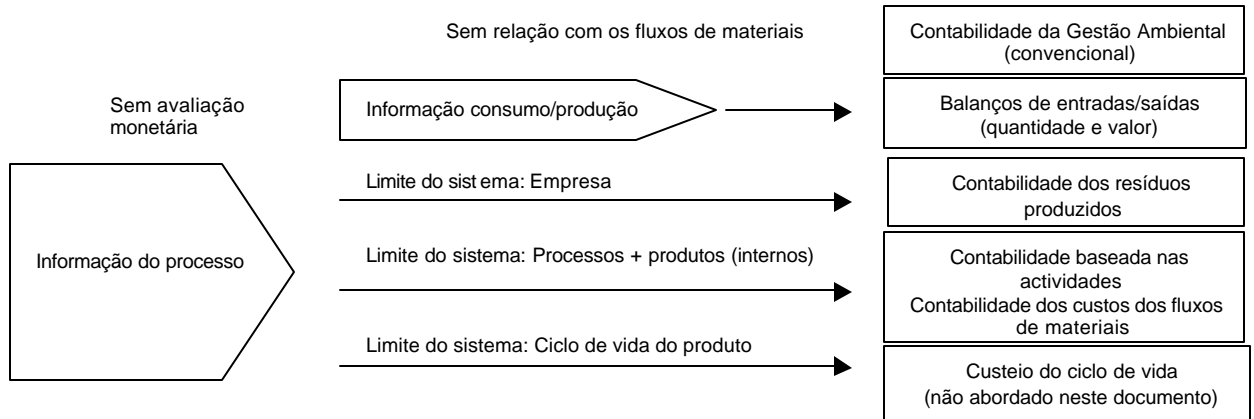 Sem relação com os fluxos de materiais
Contabilidade da Gestão Ambiental
(convencional)
Sem avaliação
monetária
Informação consumo/produção
Balanços de entradas/saídas
(quantidade e valor)
Limite do sist ema: Empresa
Contabilidade dos resíduos
produzidos
Informação do processo
Limite do sistema: Processos + produtos (internos)
Contabilidade baseada nas
actividades
Contabilidade dos custos dos fluxos
de materiais
Limite do sistema: Ciclo de vida do produto
Custeio do ciclo de vida
(não abordado neste documento)